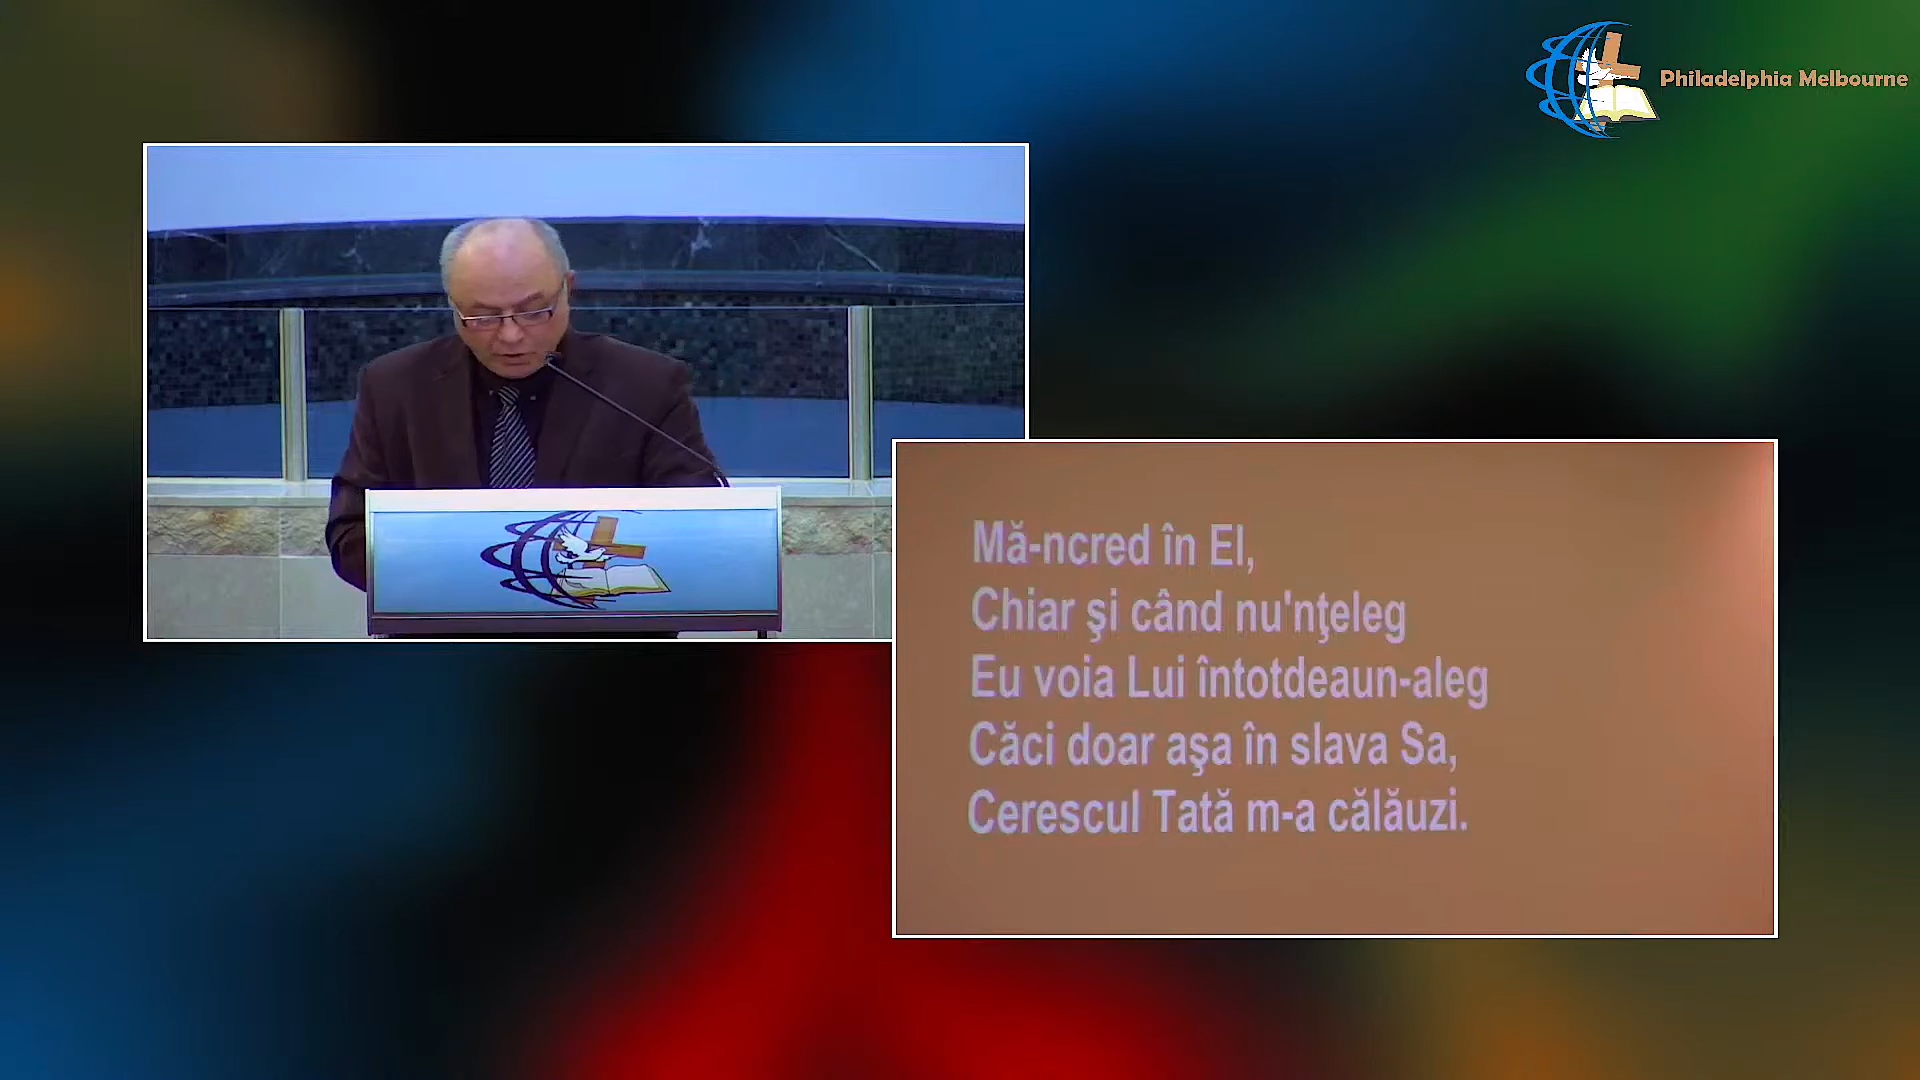 Philadelphia Melbourne
Mă-ncred în El,
Chiar şi când nu'nţeleg
Eu voia Lui întotdeaun-aleg
Căci doar aşa în slava Sa,
Cerescul Tată m-a călăuzi.